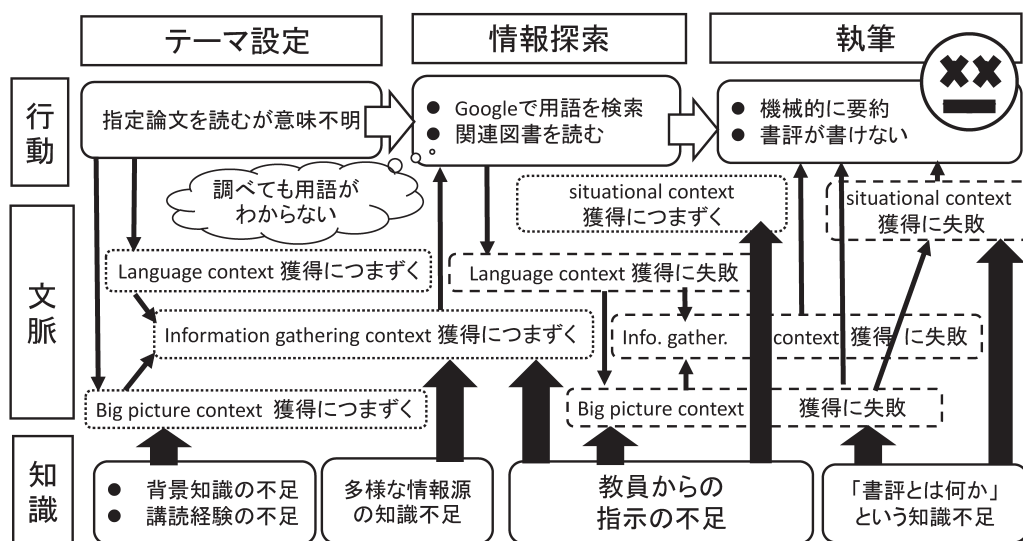 テーマ設定
情報探索
執筆
行動
指定論文を読むが意味不明
● Googleで用語を検索
● 関連図書を読む
● 機械的に要約
● 書評が書けない
調べても用語が
わからない
文脈
situational context
獲得につまずく
situational context
獲得に失敗
Language context 獲得につまずく
Language context 獲得に失敗
Information gathering context 獲得につまずく
Info. gather. context 獲得に失敗
Big picture context 獲得につまずく
Big picture context 獲得に失敗
知識
● 背景知識の不足
● 講読経験の不足
多様な情報源
の知識不足
教員からの
指示の不足
「書評とは何か」
という知識不足